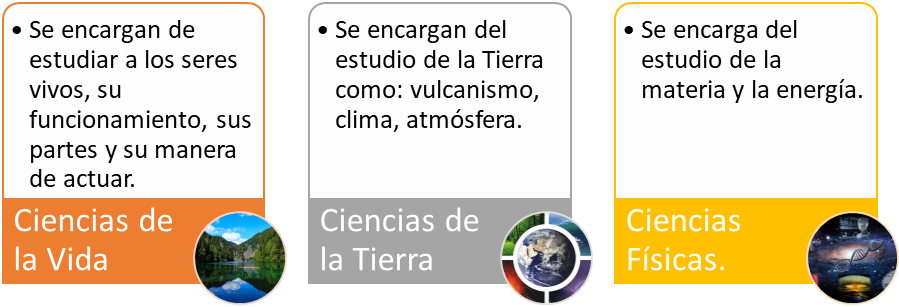 • Se encargan de
estudiar a los seres
vivos, su
funcionamiento, sus
partes y su manera
de actuar.
Ciencias de
la Vida
• Se encargan del
estudio de la Tierra
como: vulcanismo,
clima, atmósfera.
Ciencias de
la Tierra
• Se encarga del
estudio de la
materia y la energía.
Ciencias
Físicas.